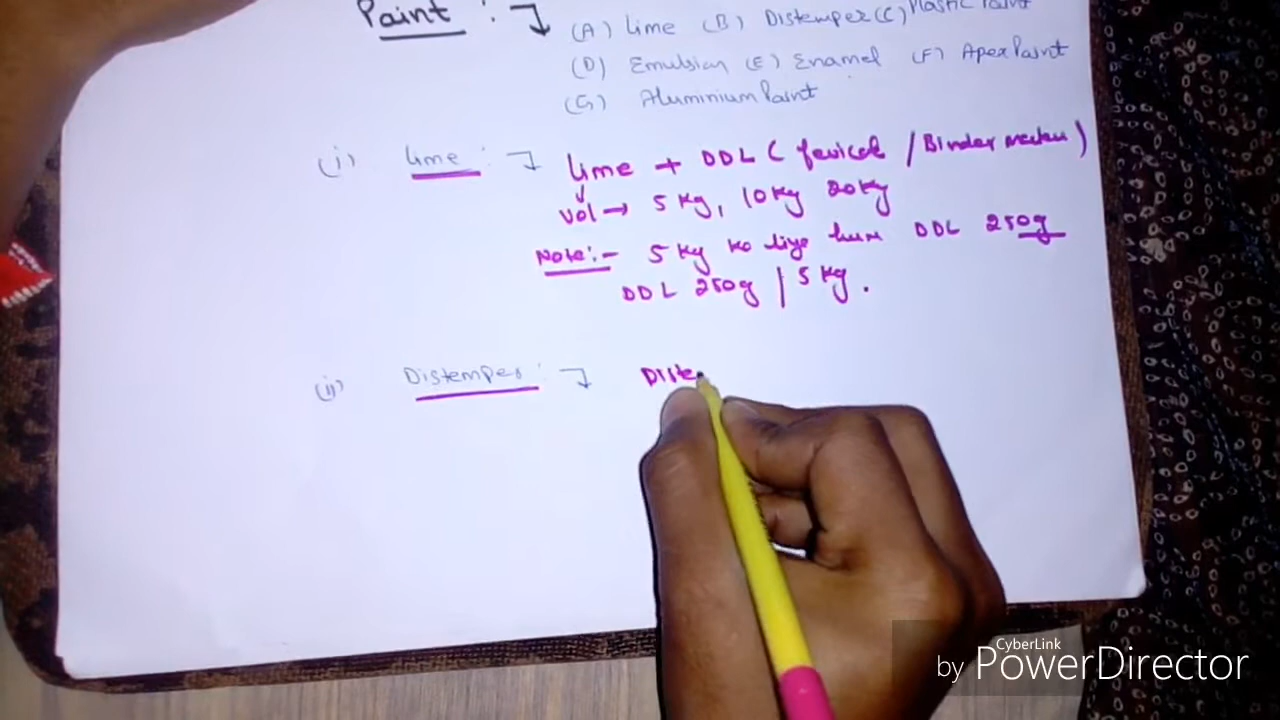 Paint :
(A) Lime (B) Distemper (C) Plastic Paint
(D) Emulsian (E) Enamel (F) Apex Paint
(G) Aluminium Paint
(i) Lime : Lime + DDL ( fevicol / Binder
Vol → 5 Kg, 10 Kg 20 Kg
Note:- 5 Kg ko liye hum DDL 250g
DDL 250g / 5 Kg.
(ii) Distemper : Diste
CyberLink
by PowerDirector